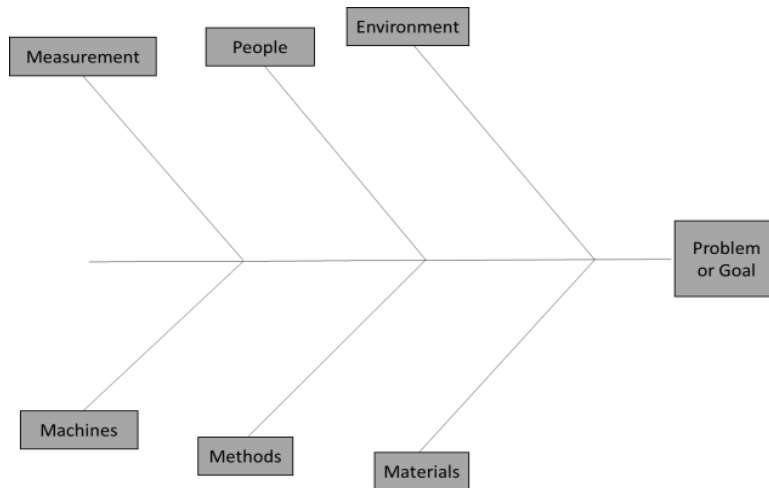 Measurement
People
Environment
Problem
or Goal
Machines
Methods
Materials